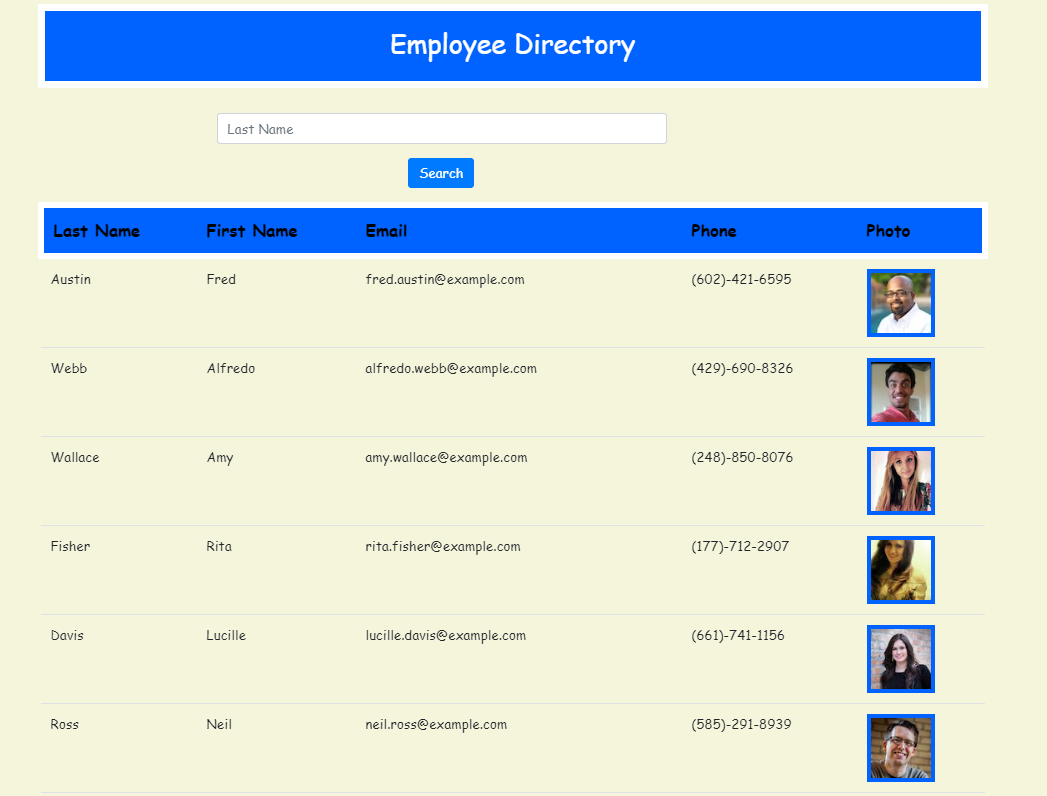 Employee Directory
Last Name
Search
Last Name First Name Email Phone Photo
Austin Fred fred.austin@example.com (602)-421-6595
Webb Alfredo alfredo.webb@example.com (429)-690-8326
Wallace Amy amy.wallace@example.com (248)-850-8076
Fisher Rita rita.fisher@example.com (177)-712-2907
Davis Lucille lucille.davis@example.com (661)-741-1156
Ross Neil neil.ross@example.com (585)-291-8939